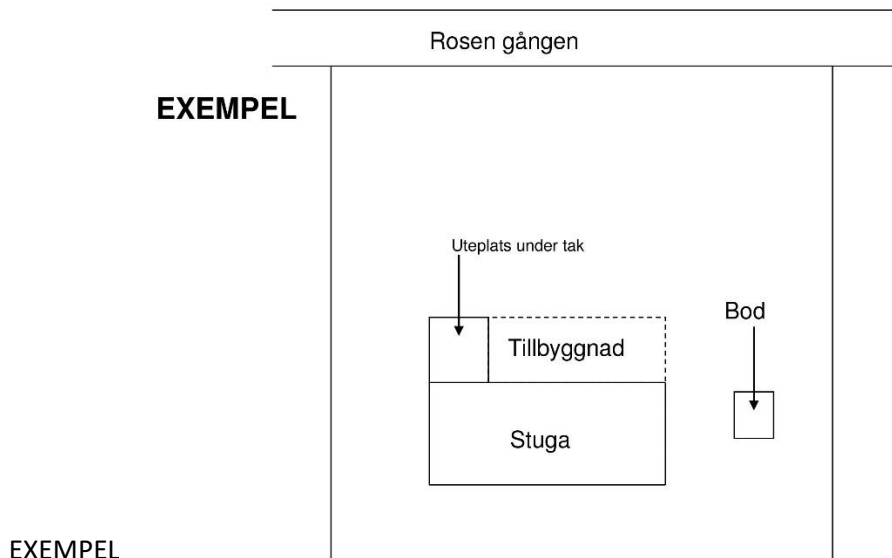 Rosen gången
EXEMPEL
Uteplats under tak
Bod
Tillbyggnad
Stuga
EXEMPEL